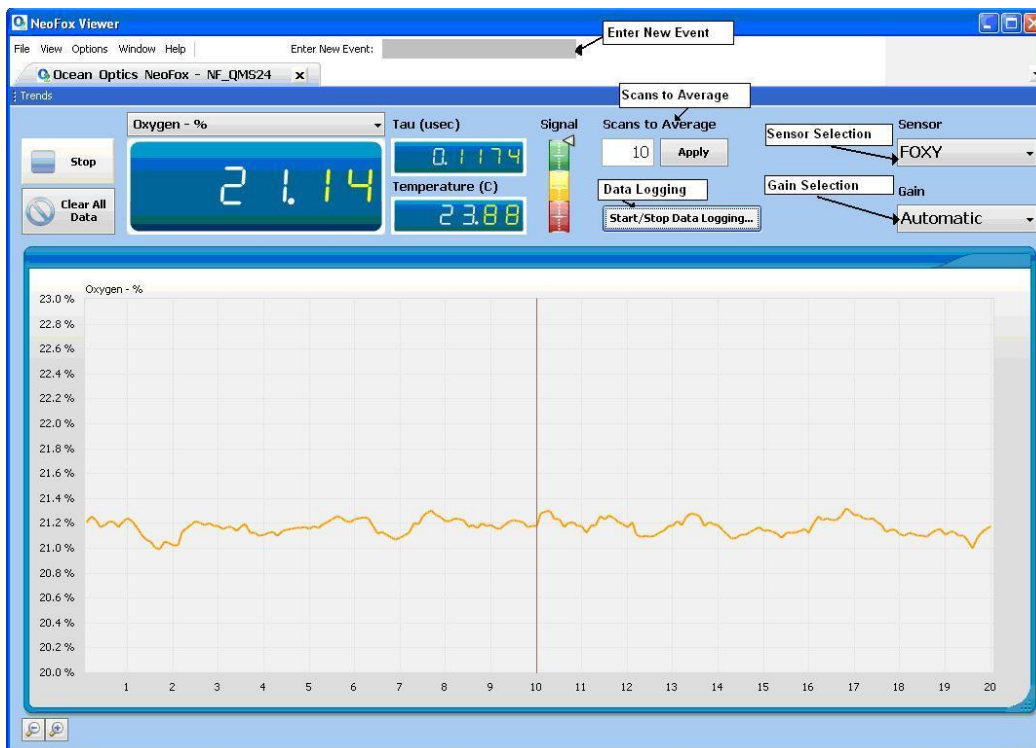 NeoFox Viewer
File View Options Window Help
Enter New Event:
Enter New Event
Ocean Optics NeoFox - NF_QMS24 x
Trends
Scans to Average
Oxygen - %
Tau (usec)
Signal
Scans to Average
Sensor Selection
Sensor
Stop
21.14
0.1174
10
Apply
FOXY
Temperature (C)
Data Logging
Gain Selection
Gain
Clear All
Data
23.88
Start/Stop Data Logging...
Automatic
Oxygen - %
23.0 %
22.8 %
22.6 %
22.4 %
22.2 %
22.0 %
21.8 %
21.6 %
21.4 %
21.2 %
21.0 %
20.8 %
20.6 %
20.4 %
20.2 %
20.0 %
1 2 3 4 5 6 7 8 9 10 11 12 13 14 15 16 17 18 19 20